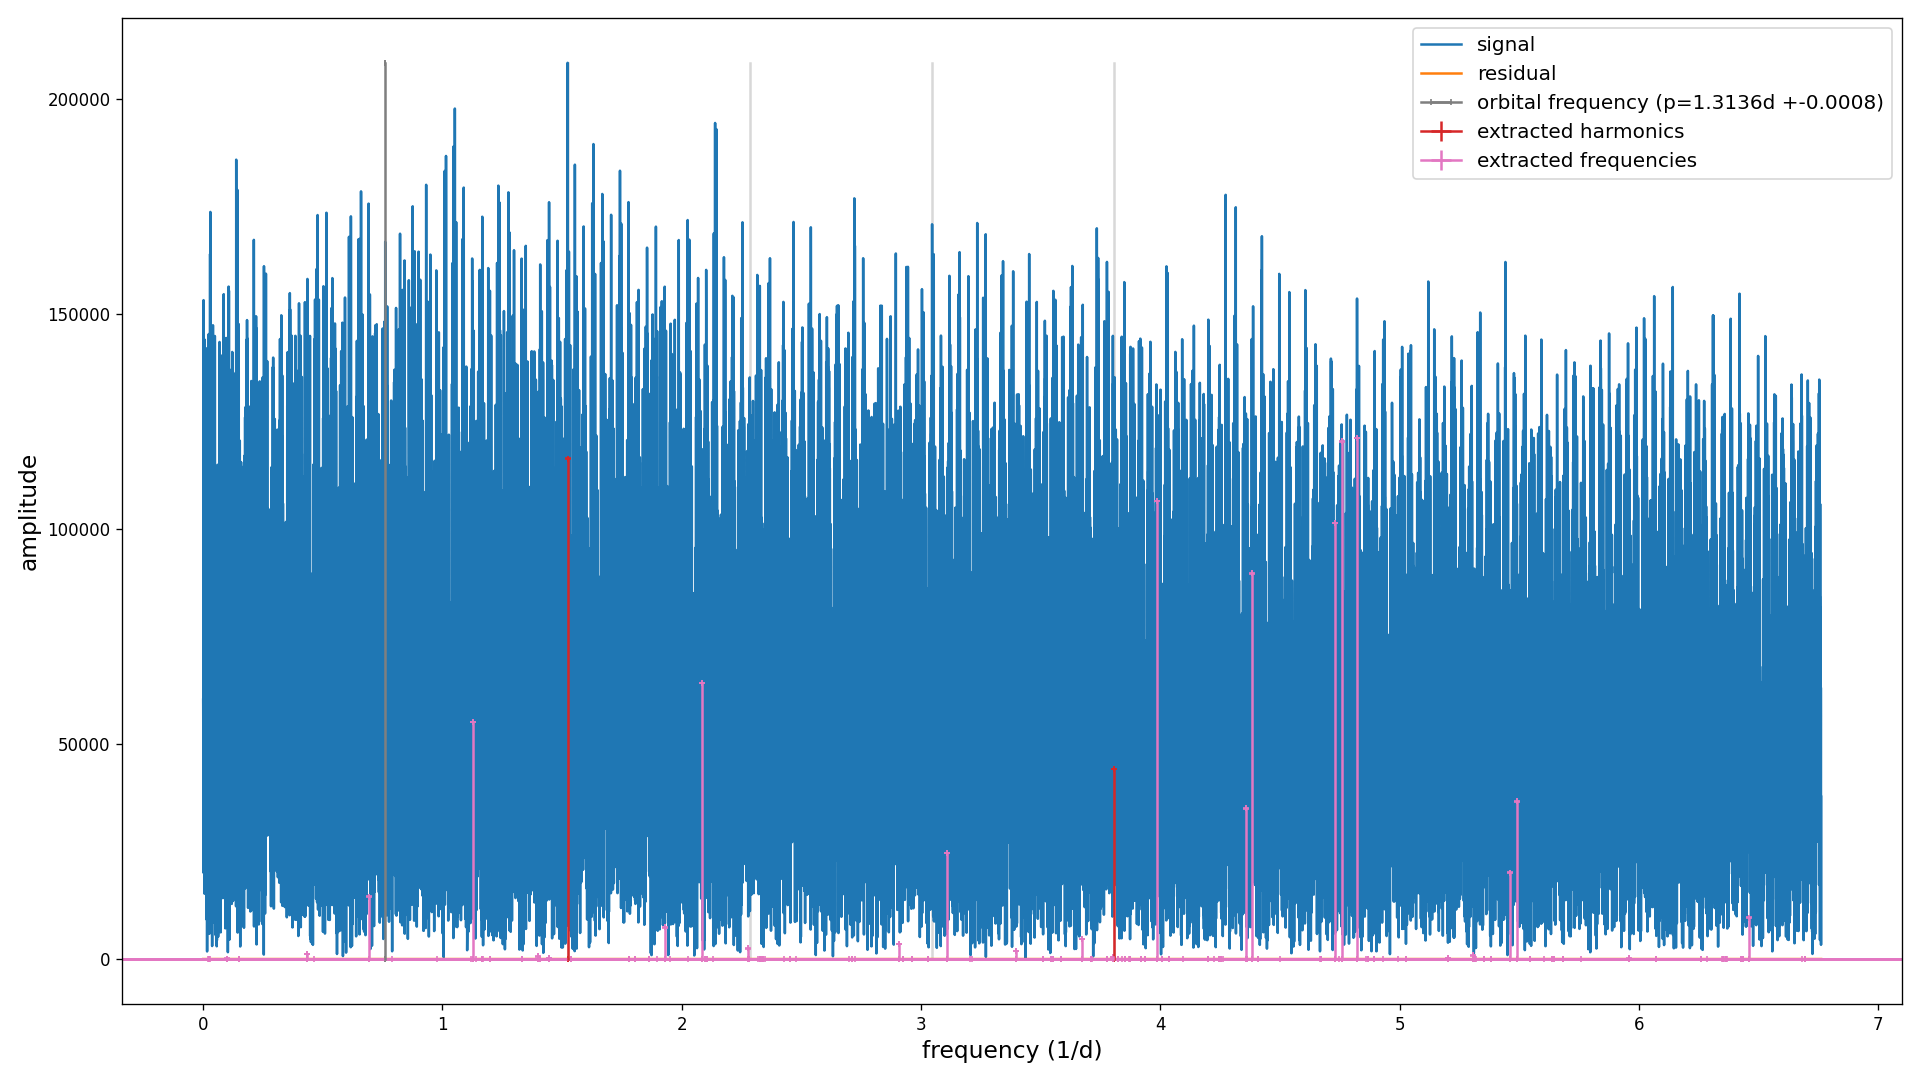 signal
residual
orbital frequency (p=1.3136d +-0.0008)
extracted harmonics
extracted frequencies
200000
150000
100000
50000
0
amplitude
0 1 2 3 4 5 6 7
frequency (1/d)